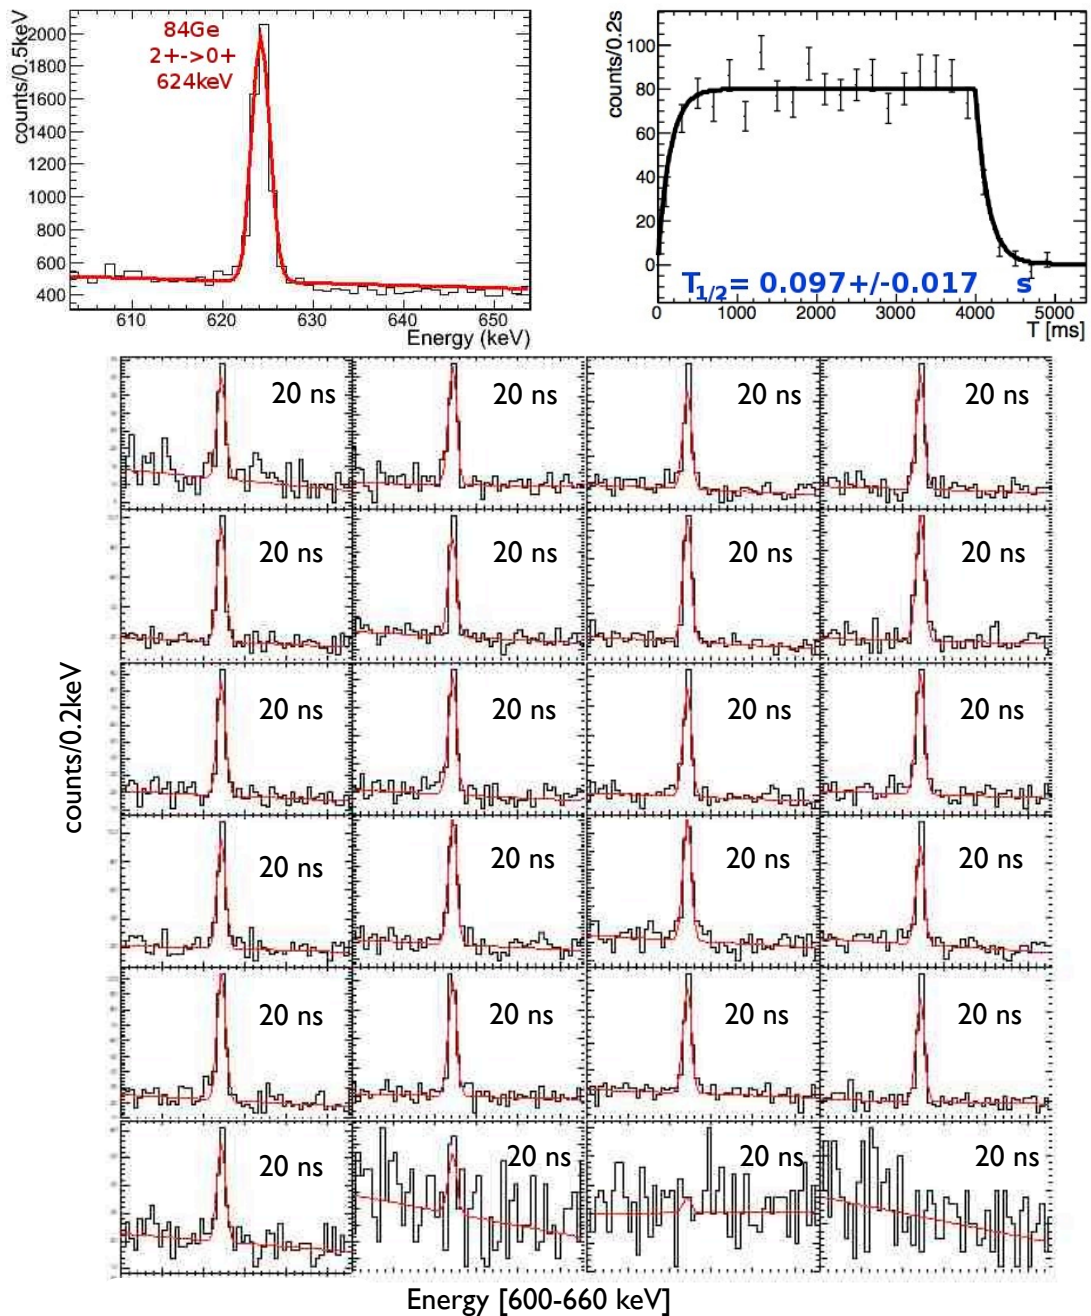 counts/0.5keV
84Ge
2+->0+
624keV
2000
1800
1600
1400
1200
1000
800
600
400
610
620
630
640
650
Energy (keV)
counts/0.2s
100
80
60
40
20
0
T1/2= 0.097+/-0.017 s
0
1000
2000
3000
4000
5000
T [ms]
counts/0.2keV
20 ns 20 ns 20 ns 20 ns
20 ns 20 ns 20 ns 20 ns
20 ns 20 ns 20 ns 20 ns
20 ns 20 ns 20 ns 20 ns
20 ns 20 ns 20 ns 20 ns
20 ns 20 ns 20 ns 20 ns
Energy [600-660 keV]